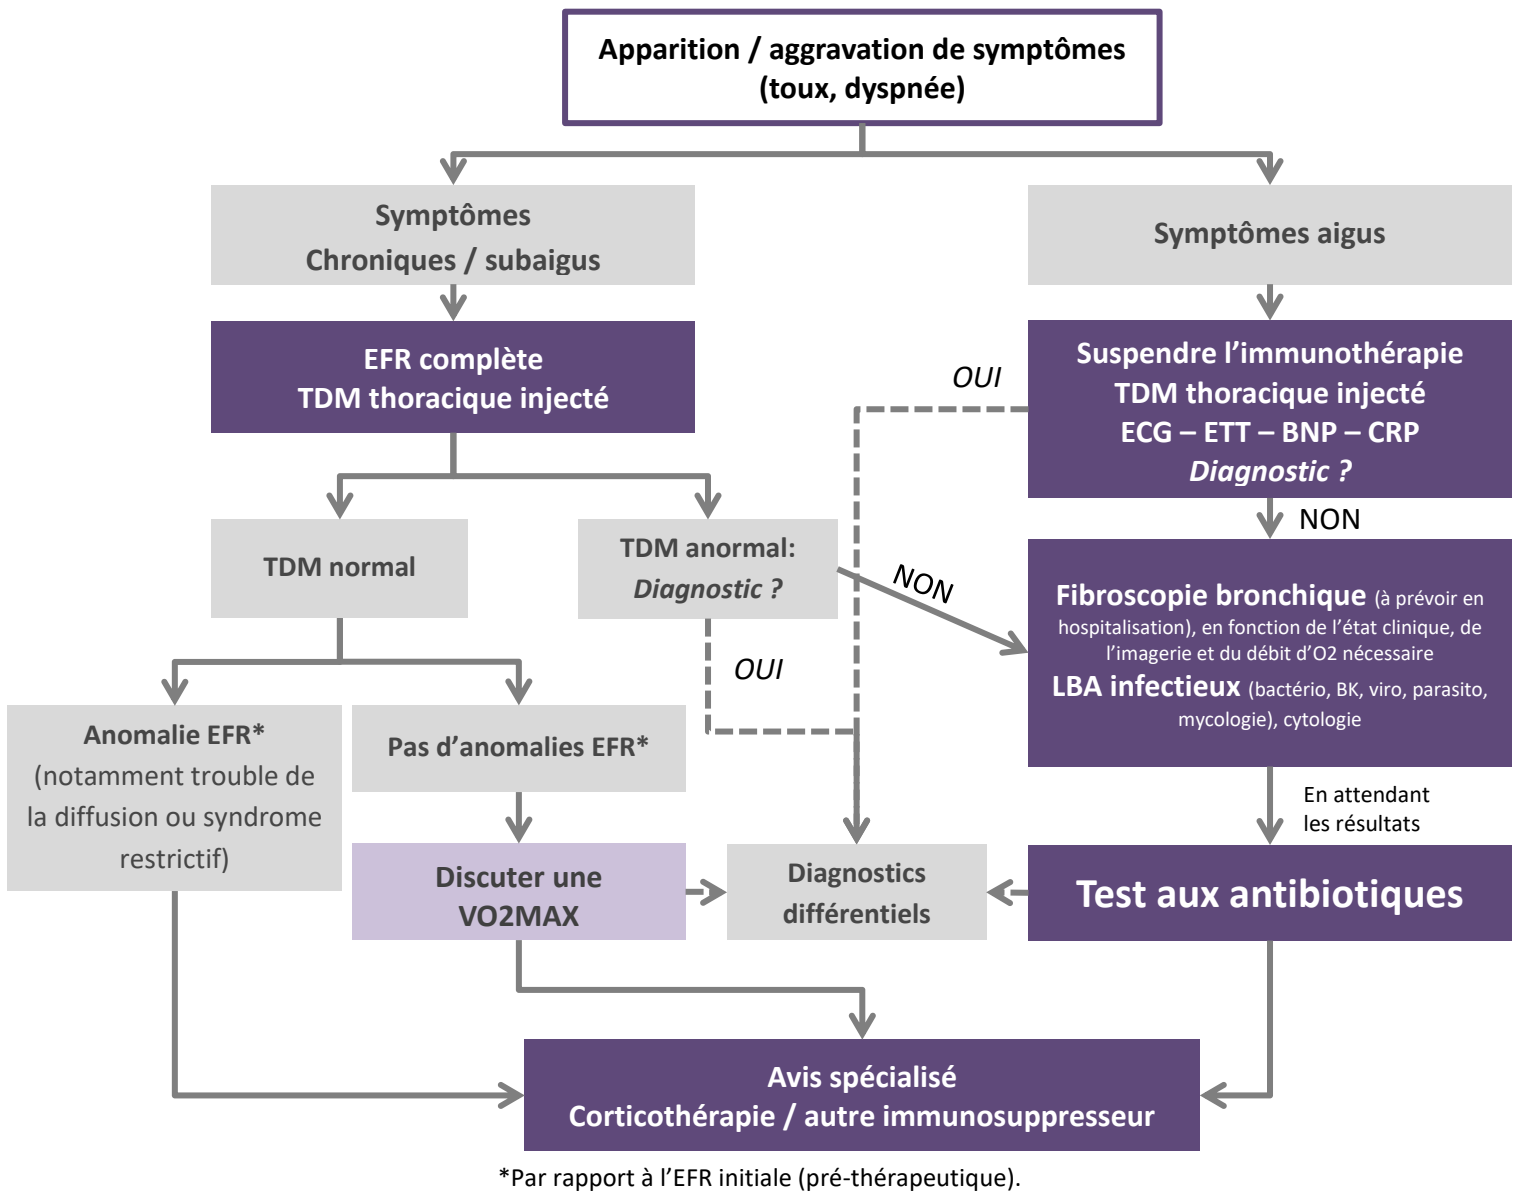 Apparition / aggravation de symptômes
(toux, dyspnée)
Symptômes
Chroniques / subaigus
Symptômes aigus
EFR complète
TDM thoracique injecté
OUI
Suspendre l’immunothérapie
TDM thoracique injecté
ECG – ETT – BNP – CRP
Diagnostic ?
NON
TDM normal
TDM anormal:
Diagnostic ?
NON
OUI
Fibroscopie bronchique (à prévoir en
hospitalisation), en fonction de l’état clinique, de
l’imagerie et du débit d’O2 nécessaire
LBA infectieux (bactério, BK, viro, parasito,
mycologie), cytologie
Anomalie EFR*
(notamment trouble de
la diffusion ou syndrome
restrictif)
Pas d’anomalies EFR*
En attendant
les résultats
Discuter une
VO2MAX
Diagnostics
différentiels
Test aux antibiotiques
Avis spécialisé
Corticothérapie / autre immunosuppresseur
*Par rapport à l’EFR initiale (pré-thérapeutique).